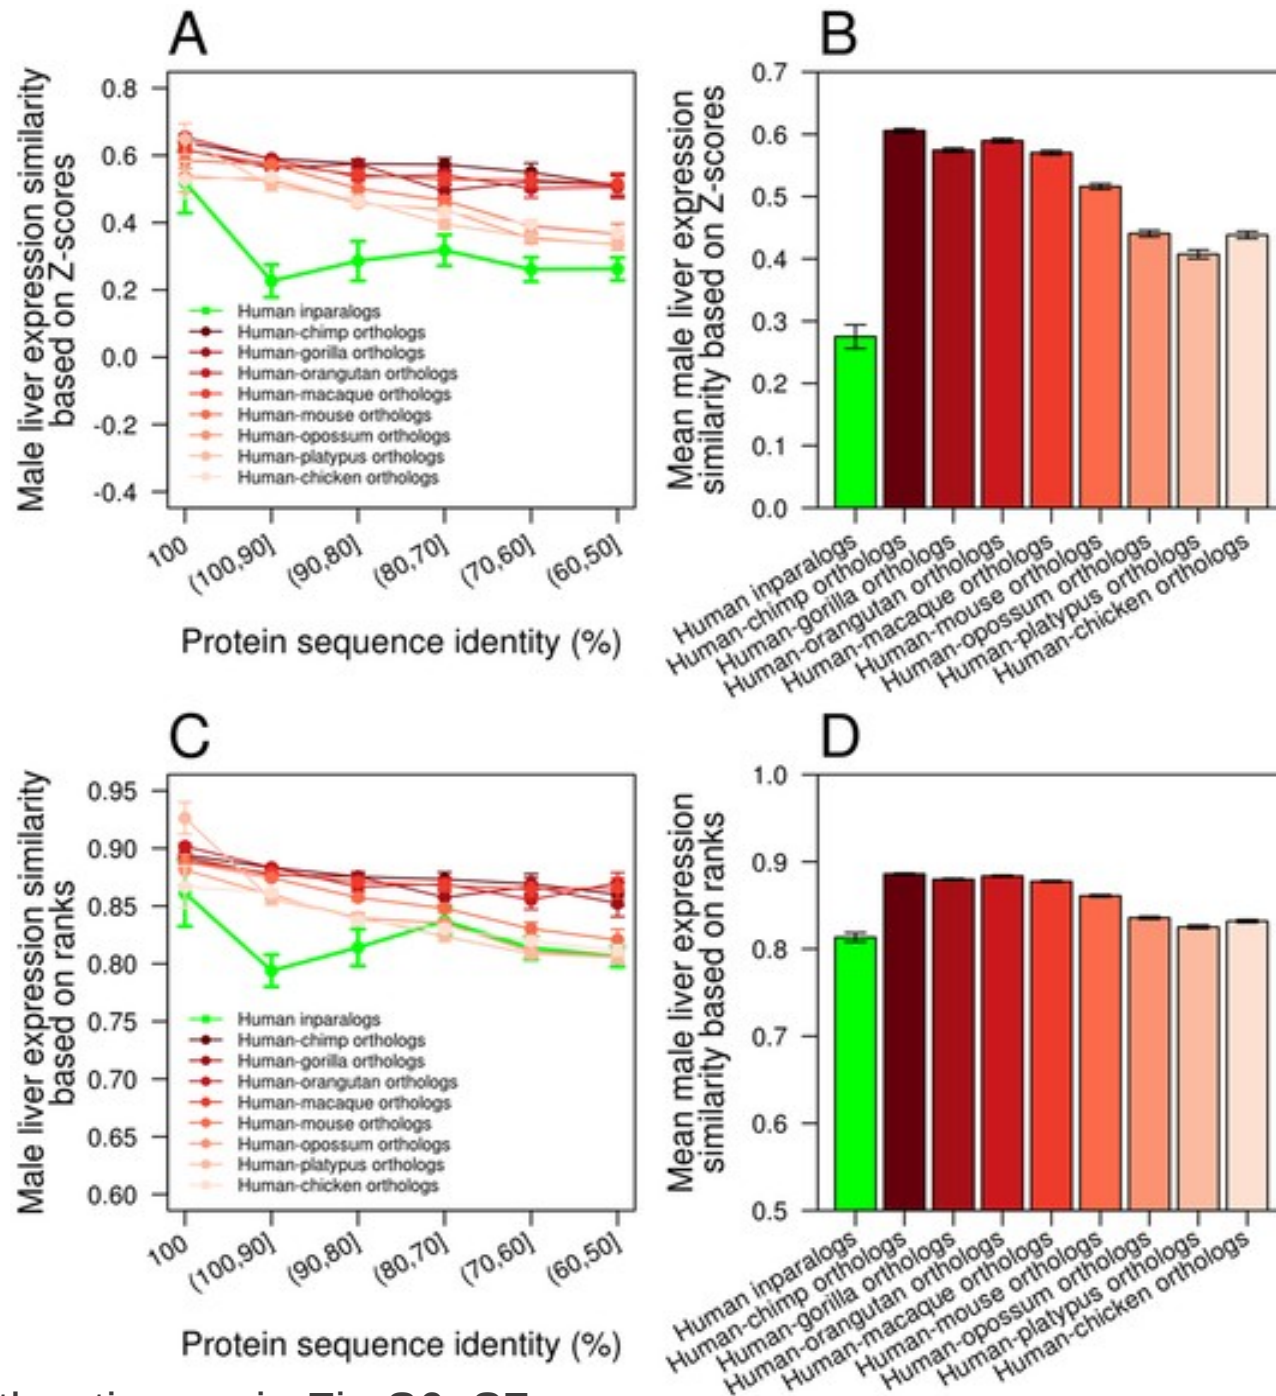 A
Male liver expression similarity
based on Z-scores
0.8
0.6
0.4
0.2
0.0
-0.2
-0.4
Human inparalogs
Human-chimp orthologs
Human-gorilla orthologs
Human-orangutan orthologs
Human-macaque orthologs
Human-mouse orthologs
Human-opossum orthologs
Human-platypus orthologs
Human-chicken orthologs
100
(100,90]
(90,80]
(80,70]
(70,60]
(60,50]
Protein sequence identity (%)
B
Mean male liver expression
similarity based on Z-scores
0.7
0.6
0.5
0.4
0.3
0.2
0.1
0.0
Human inparalogs
Human-chimp orthologs
Human-gorilla orthologs
Human-orangutan orthologs
Human-macaque orthologs
Human-mouse orthologs
Human-opossum orthologs
Human-platypus orthologs
Human-chicken orthologs
C
Male liver expression similarity
based on ranks
0.95
0.90
0.85
0.80
0.75
0.70
0.65
0.60
Human inparalogs
Human-chimp orthologs
Human-gorilla orthologs
Human-orangutan orthologs
Human-macaque orthologs
Human-mouse orthologs
Human-opossum orthologs
Human-platypus orthologs
Human-chicken orthologs
100
(100,90]
(90,80]
(80,70]
(70,60]
(60,50]
Protein sequence identity (%)
D
Mean male liver expression
similarity based on ranks
1.0
0.9
0.8
0.7
0.6
0.5
Human inparalogs
Human-chimp orthologs
Human-gorilla orthologs
Human-orangutan orthologs
Human-macaque orthologs
Human-mouse orthologs
Human-opossum orthologs
Human-platypus orthologs
Human-chicken orthologs